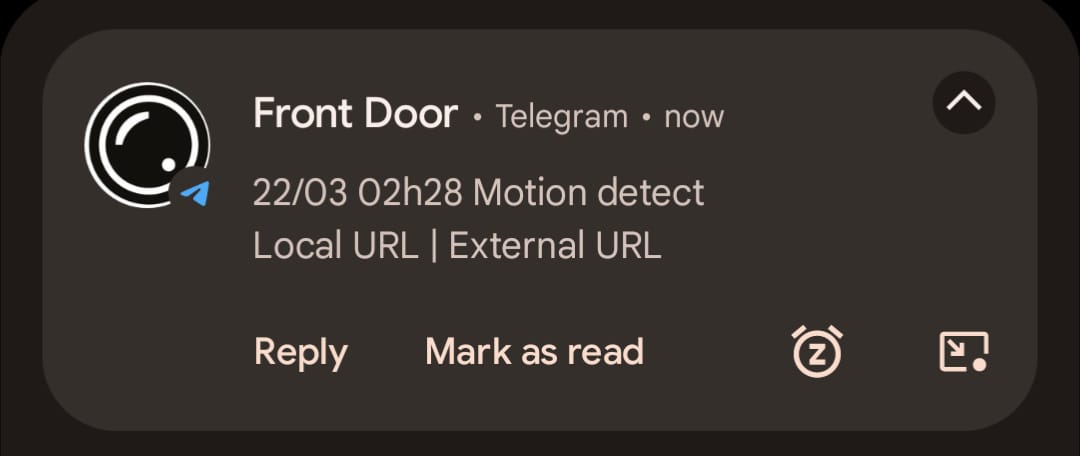 Front Door • Telegram • now
22/03 02h28 Motion detect
Local URL | External URL
Reply Mark as read